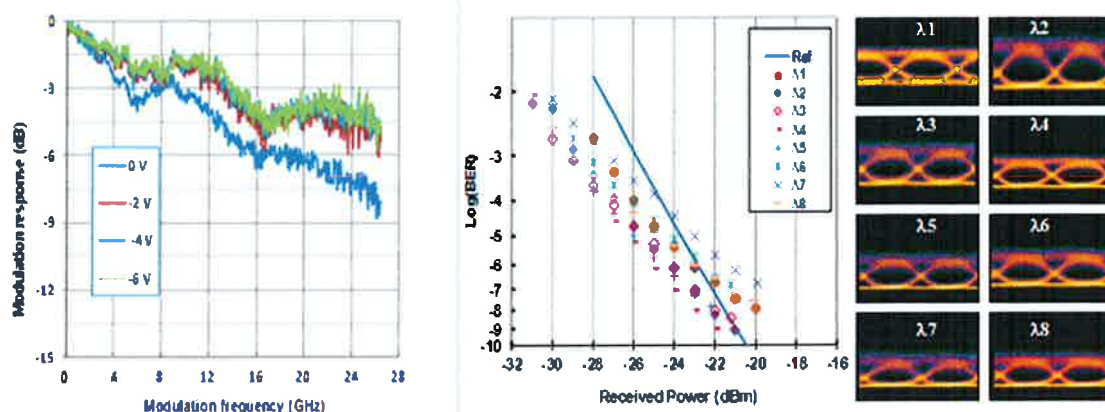 0
-3
-6
-9
-12
-15
0 V
-2 V
-4 V
-6 V
0 4 8 12 16 20 24 28
Modulation response (dB)
Modulation frequency (GHz)
-2
-3
-4
-5
-6
-7
-8
-9
-10
-32 -30 -28 -26 -24 -22 -20 -18 -16
Log(BER)
Received Power (dBm)
Ref
λ1
λ2
λ3
λ4
λ5
λ6
λ7
λ8
λ1 λ2
λ3 λ4
λ5 λ6
λ7 λ8